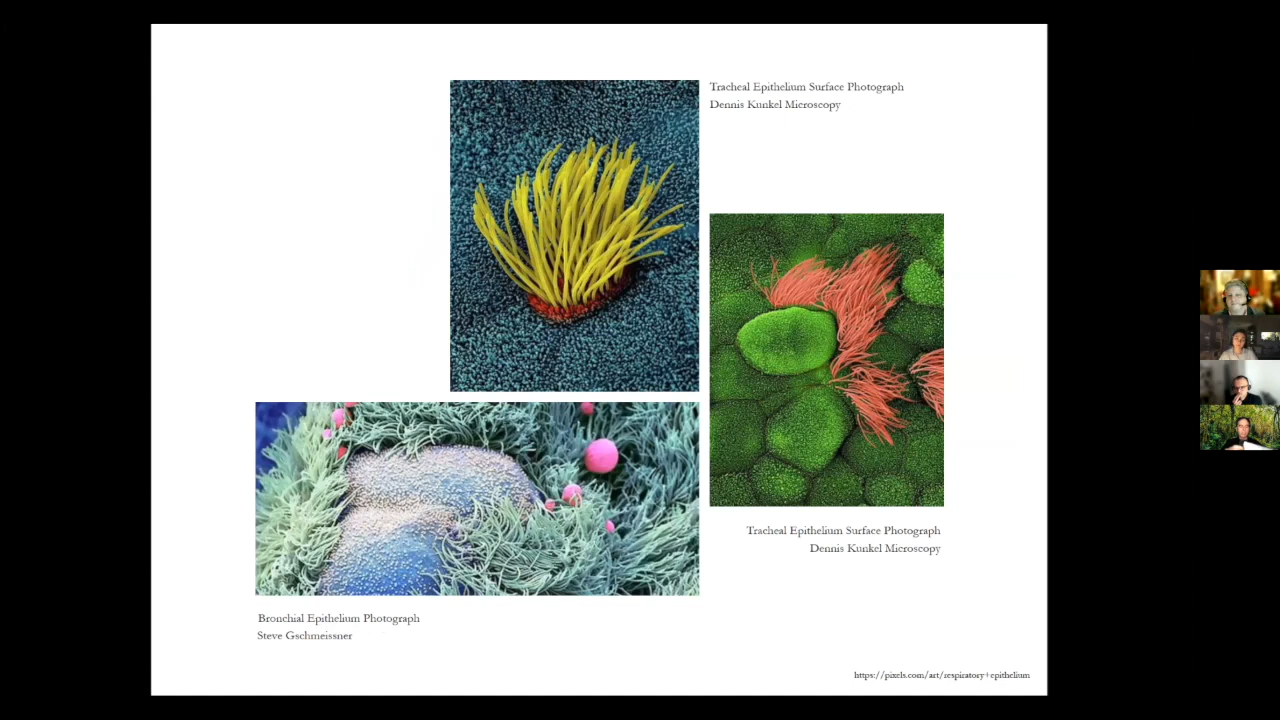 Tracheal Epithelium Surface Photograph
Dennis Kunkel Microscopy
Tracheal Epithelium Surface Photograph
Dennis Kunkel Microscopy
Bronchial Epithelium Photograph
Steve Gschmeissner
https://pixels.com/art/respiratory+epithelium